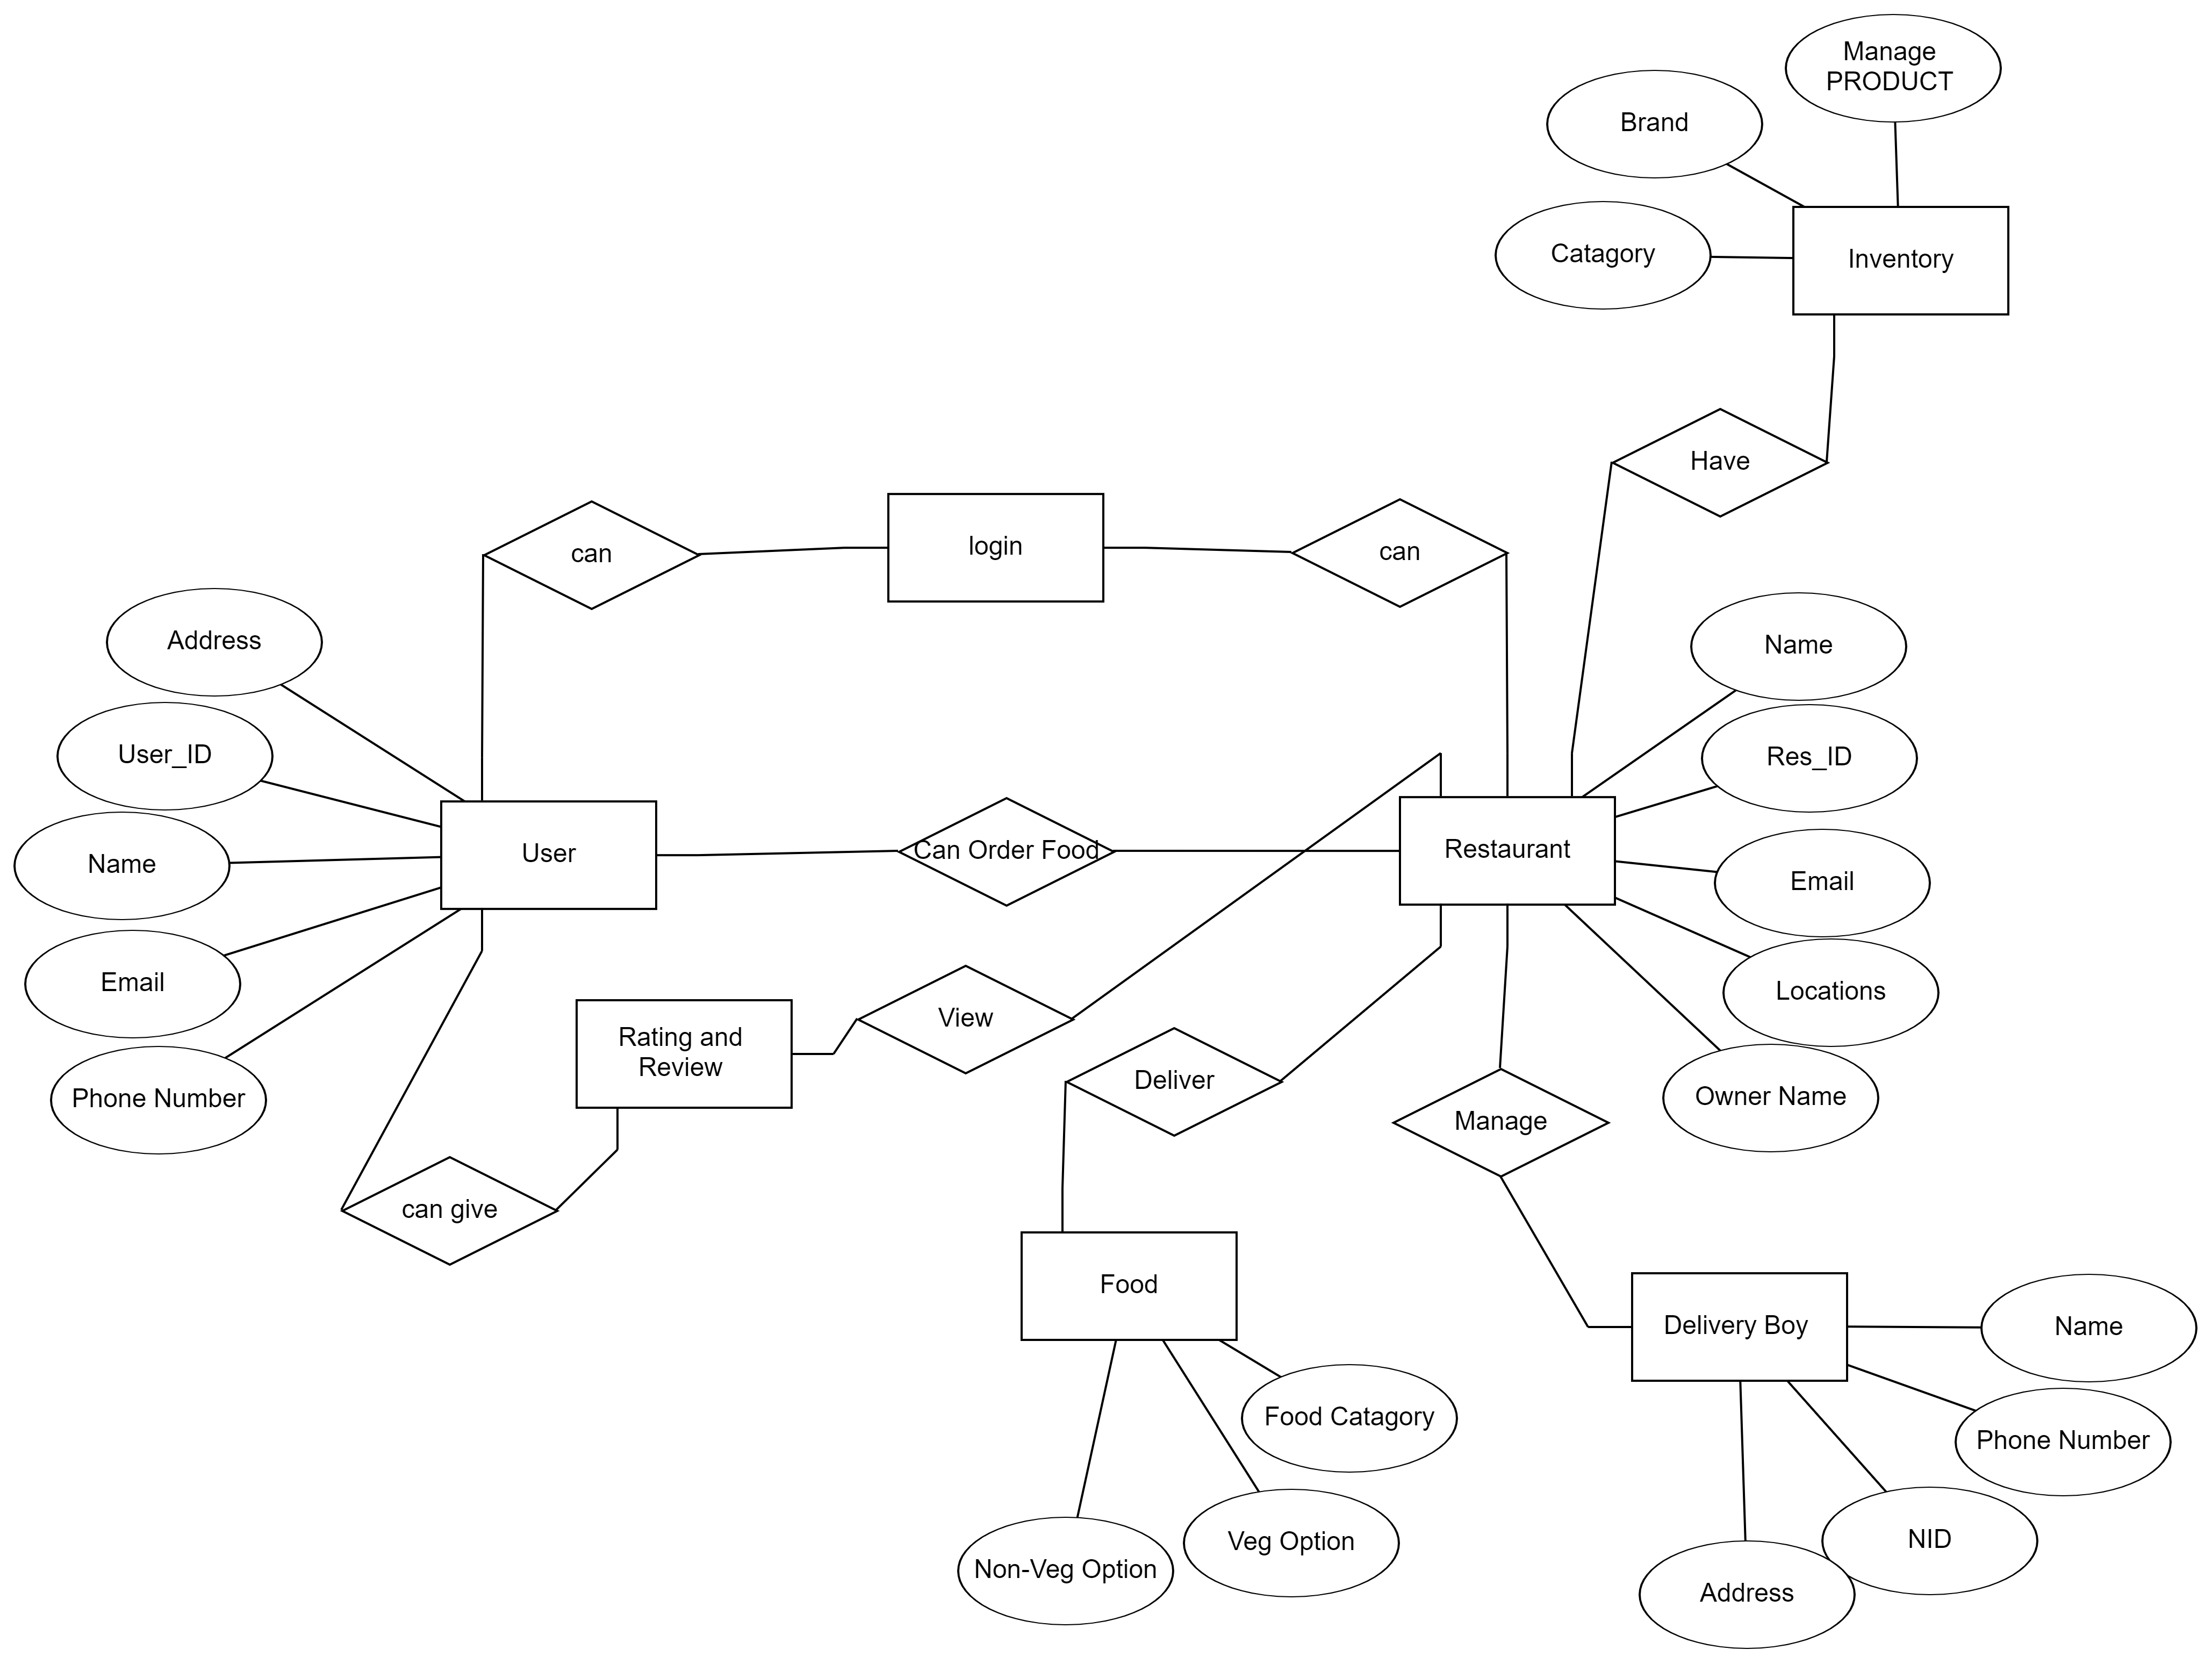 Manage
PRODUCT
Brand
Catagory
Inventory
Have
can
login
can
Address
User_ID
Name
Email
Phone Number
User
Can Order Food
Restaurant
Name
Res_ID
Email
Locations
Owner Name
Rating and
Review
View
Deliver
Manage
can give
Food
Food Catagory
Veg Option
Non-Veg Option
Delivery Boy
Name
Phone Number
NID
Address